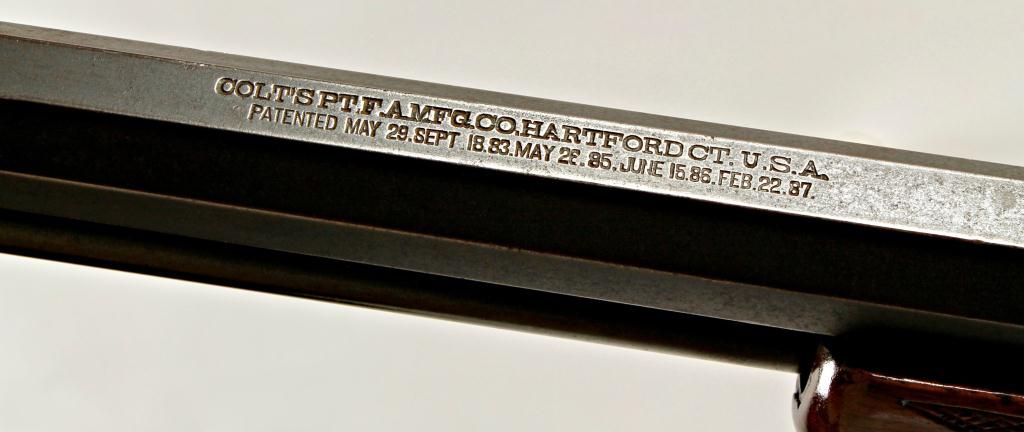 COLT'S PT.F.A.MFG.CO.HARTFORD CT. U.S.A.
PATENTED MAY 29.SEPT 18.83.MAY 26.85.JUNE 15.86.FEB.22.87.